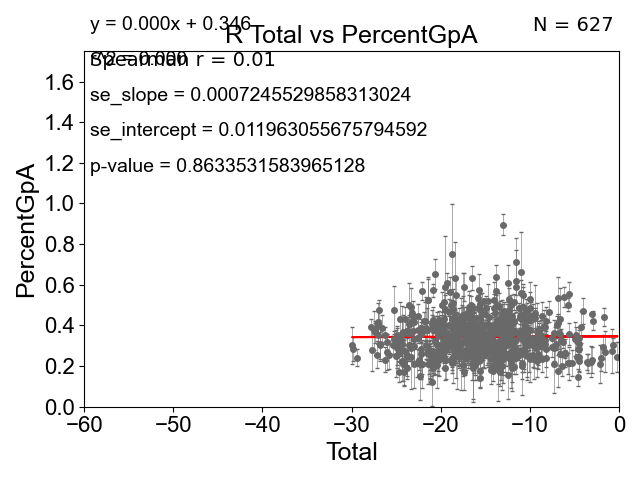 y = 0.000x + 0.346
R Total vs PercentGpA
N = 627
Spearman r = 0.01
se_slope = 0.0007245529858313024
se_intercept = 0.011963055675794592
p-value = 0.8633531583965128
PercentGpA
1.6
1.4
1.2
1.0
0.8
0.6
0.4
0.2
0.0
−60 −50 −40 −30 −20 −10 0
Total